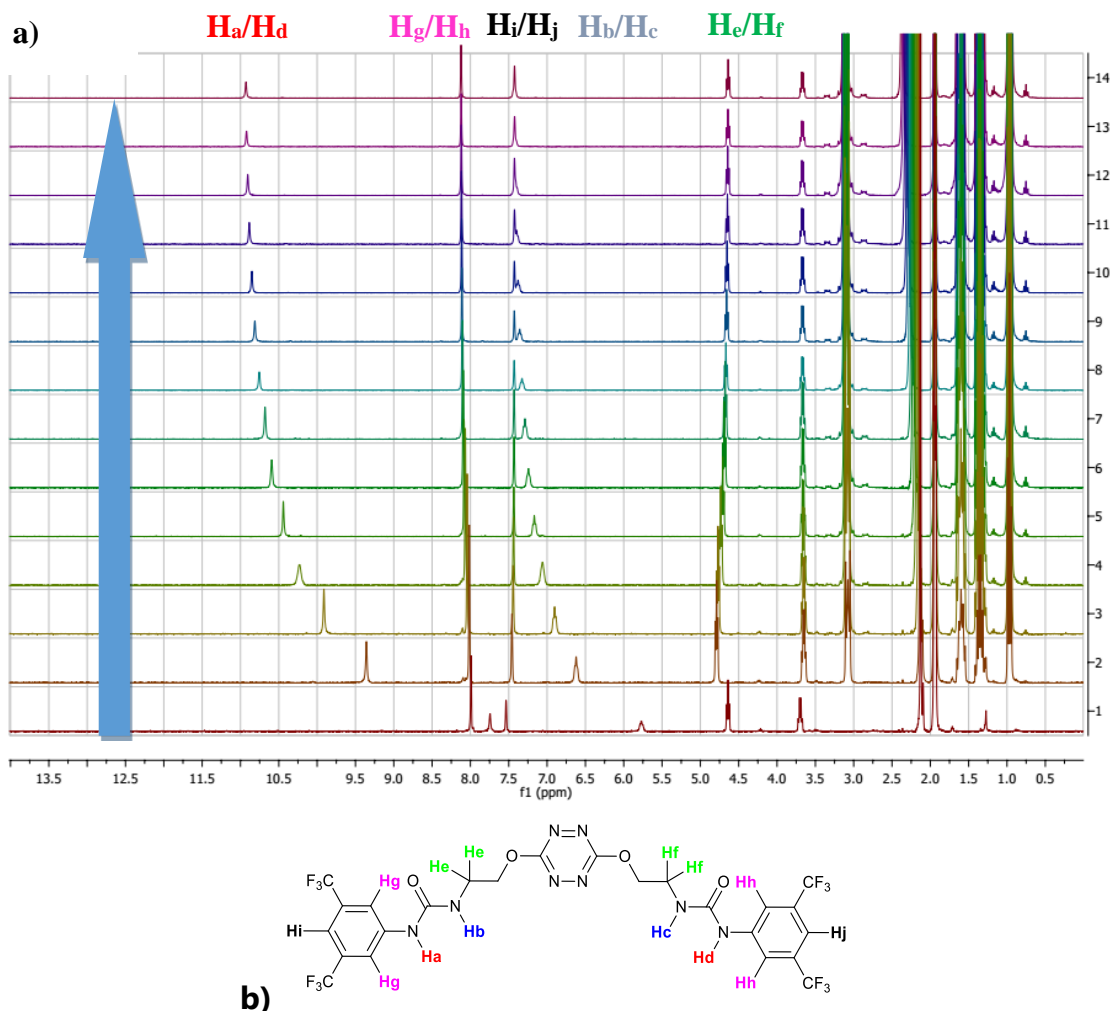 a)
Ha/Hd Hg/Hh Hi/Hj Hb/Hc He/Hf
14
13
12
11
10
9
8
7
6
5
4
3
2
1
13.5 12.5 11.5 10.5 9.5 9.0 8.5 8.0 7.5 7.0 6.5 6.0 5.5 5.0 4.5 4.0 3.5 3.0 2.5 2.0 1.5 1.0 0.5
f1 (ppm)
N N
He O O Hf
He N N Hf
F3C Hg O Hh CF3
O
Hi N N N N Hj
Hb Hc
Ha Hd
F3C Hg Hh CF3
b)